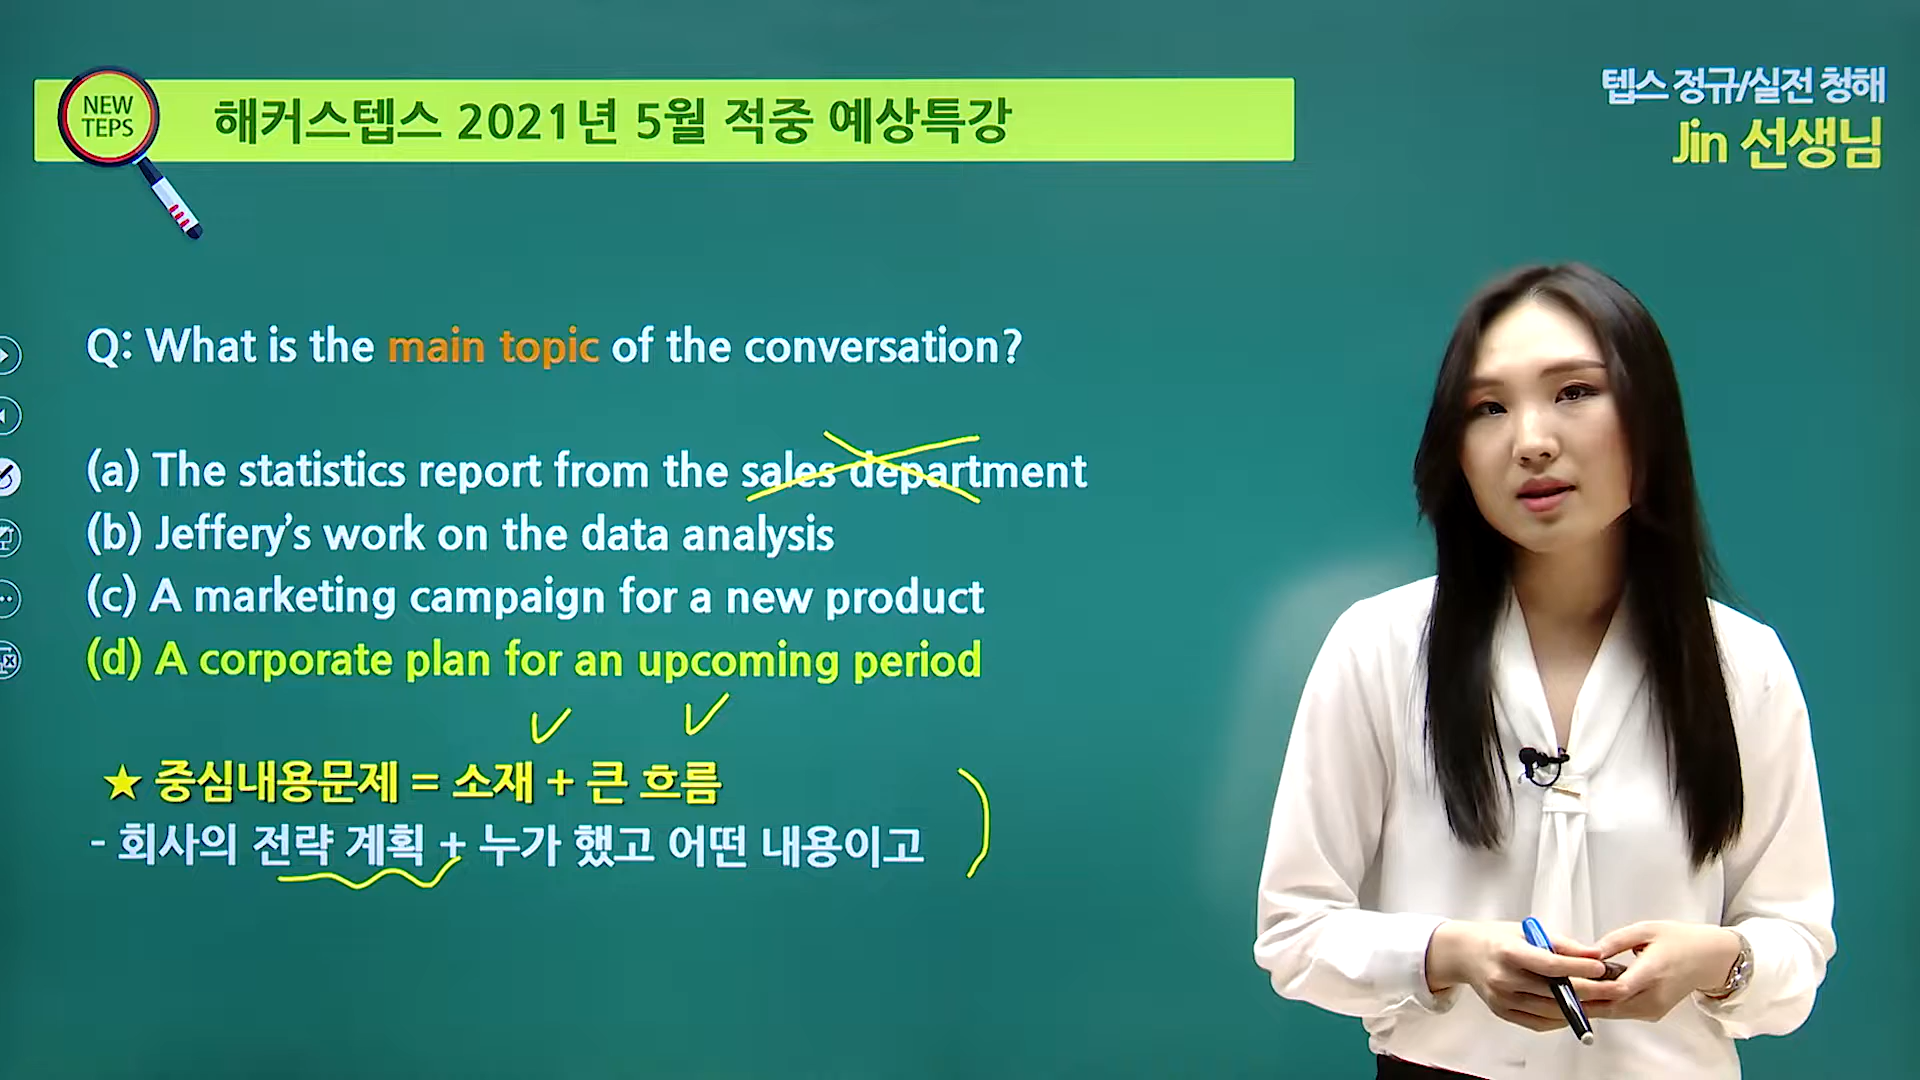 NEW
TEPS
해커스텝스 2021년 5월 적중 예상특강
텝스 정규/실전 청해
Jin 선생님
Q: What is the main topic of the conversation?
(a) The statistics report from the sales department
(b) Jeffery’s work on the data analysis
(c) A marketing campaign for a new product
(d) A corporate plan for an upcoming period
★ 중심내용문제 = 소재 + 큰 흐름
- 회사의 전략 계획 + 누가 했고 어떤 내용이고